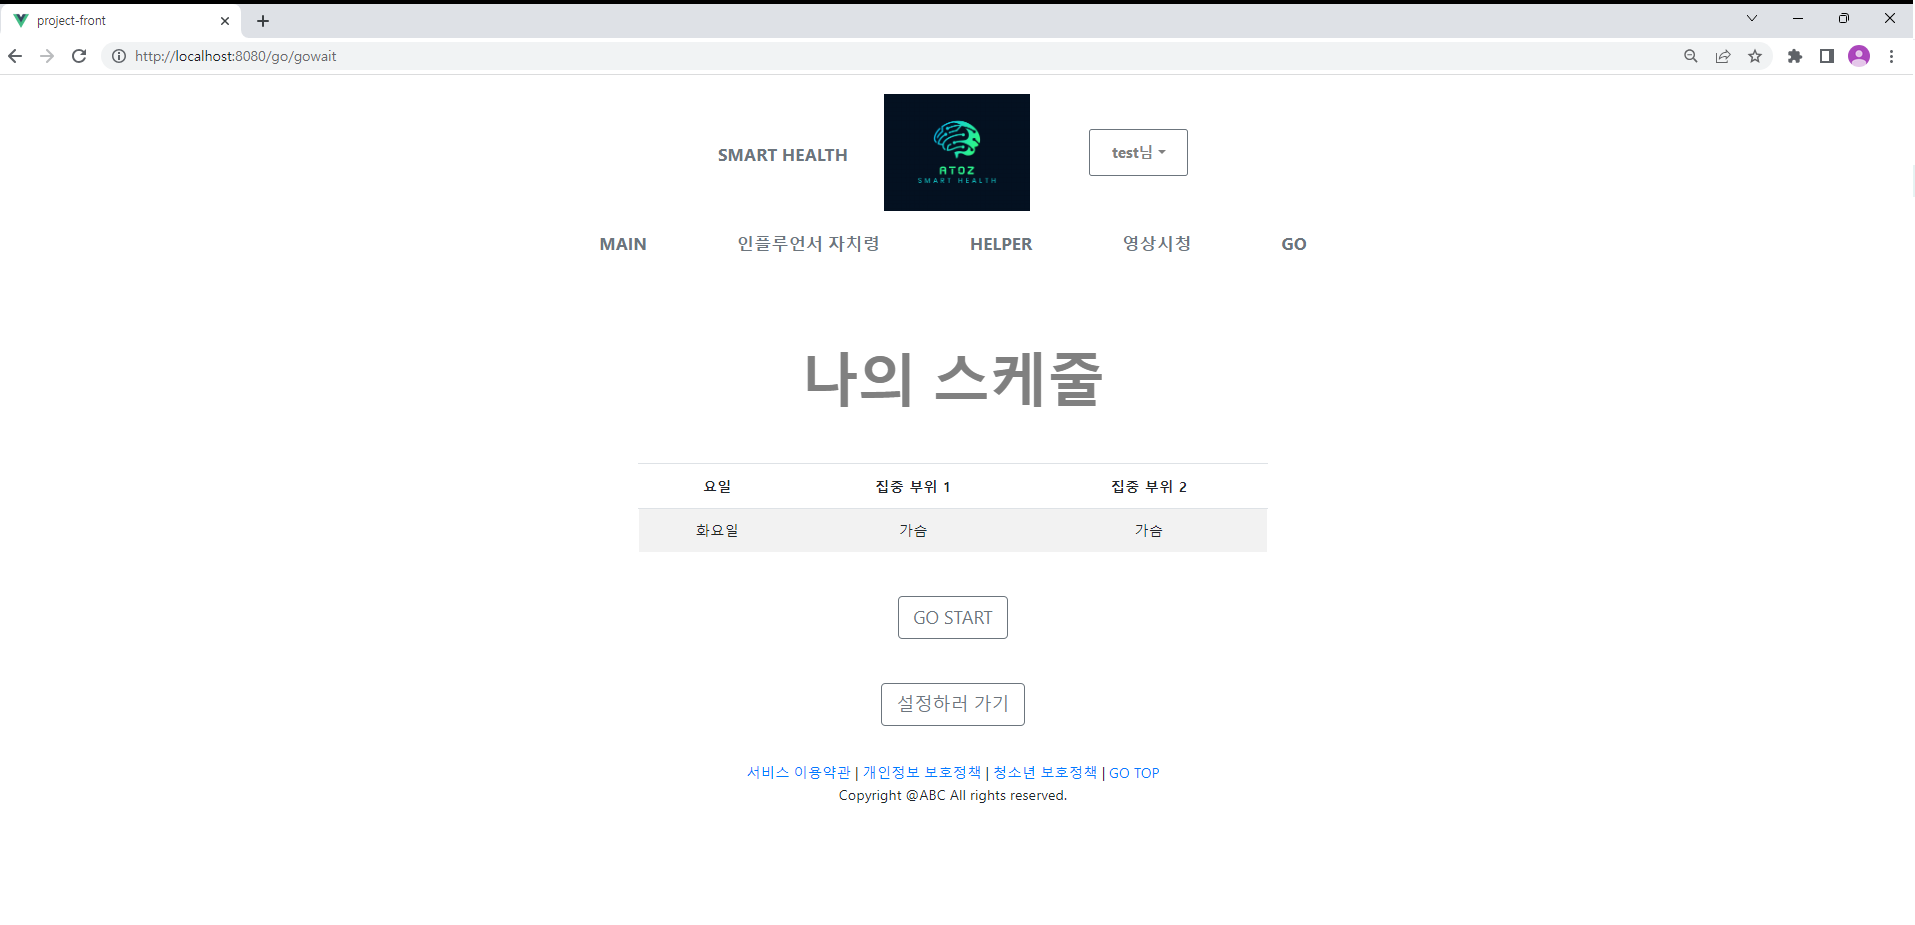 project-front
http://localhost:8080/go/gowait
SMART HEALTH
ATOZ
SMART HEALTH
test님
MAIN 인플루언서 자치령 HELPER 영상시청 GO
나의 스케줄
요일 집중 부위 1 집중 부위 2
화요일 가슴 가슴
GO START
설정하러 가기
서비스 이용약관 | 개인정보 보호정책 | 청소년 보호정책 | GO TOP
Copyright @ABC All rights reserved.